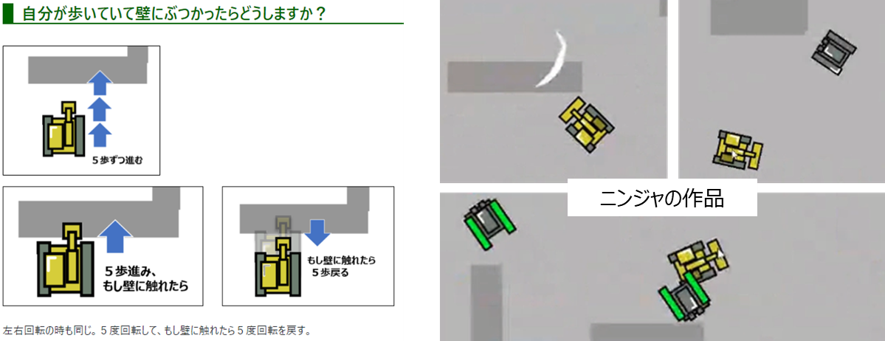 自分が歩いていて壁にぶつかったらどうしますか？
５歩ずつ進む
５歩進み、
もし壁に触れたら
もし壁に触れたら
５歩戻る
左右回転の時も同じ。５度回転して、もし壁に触れたら５度回転を戻す。
ニンジャの作品